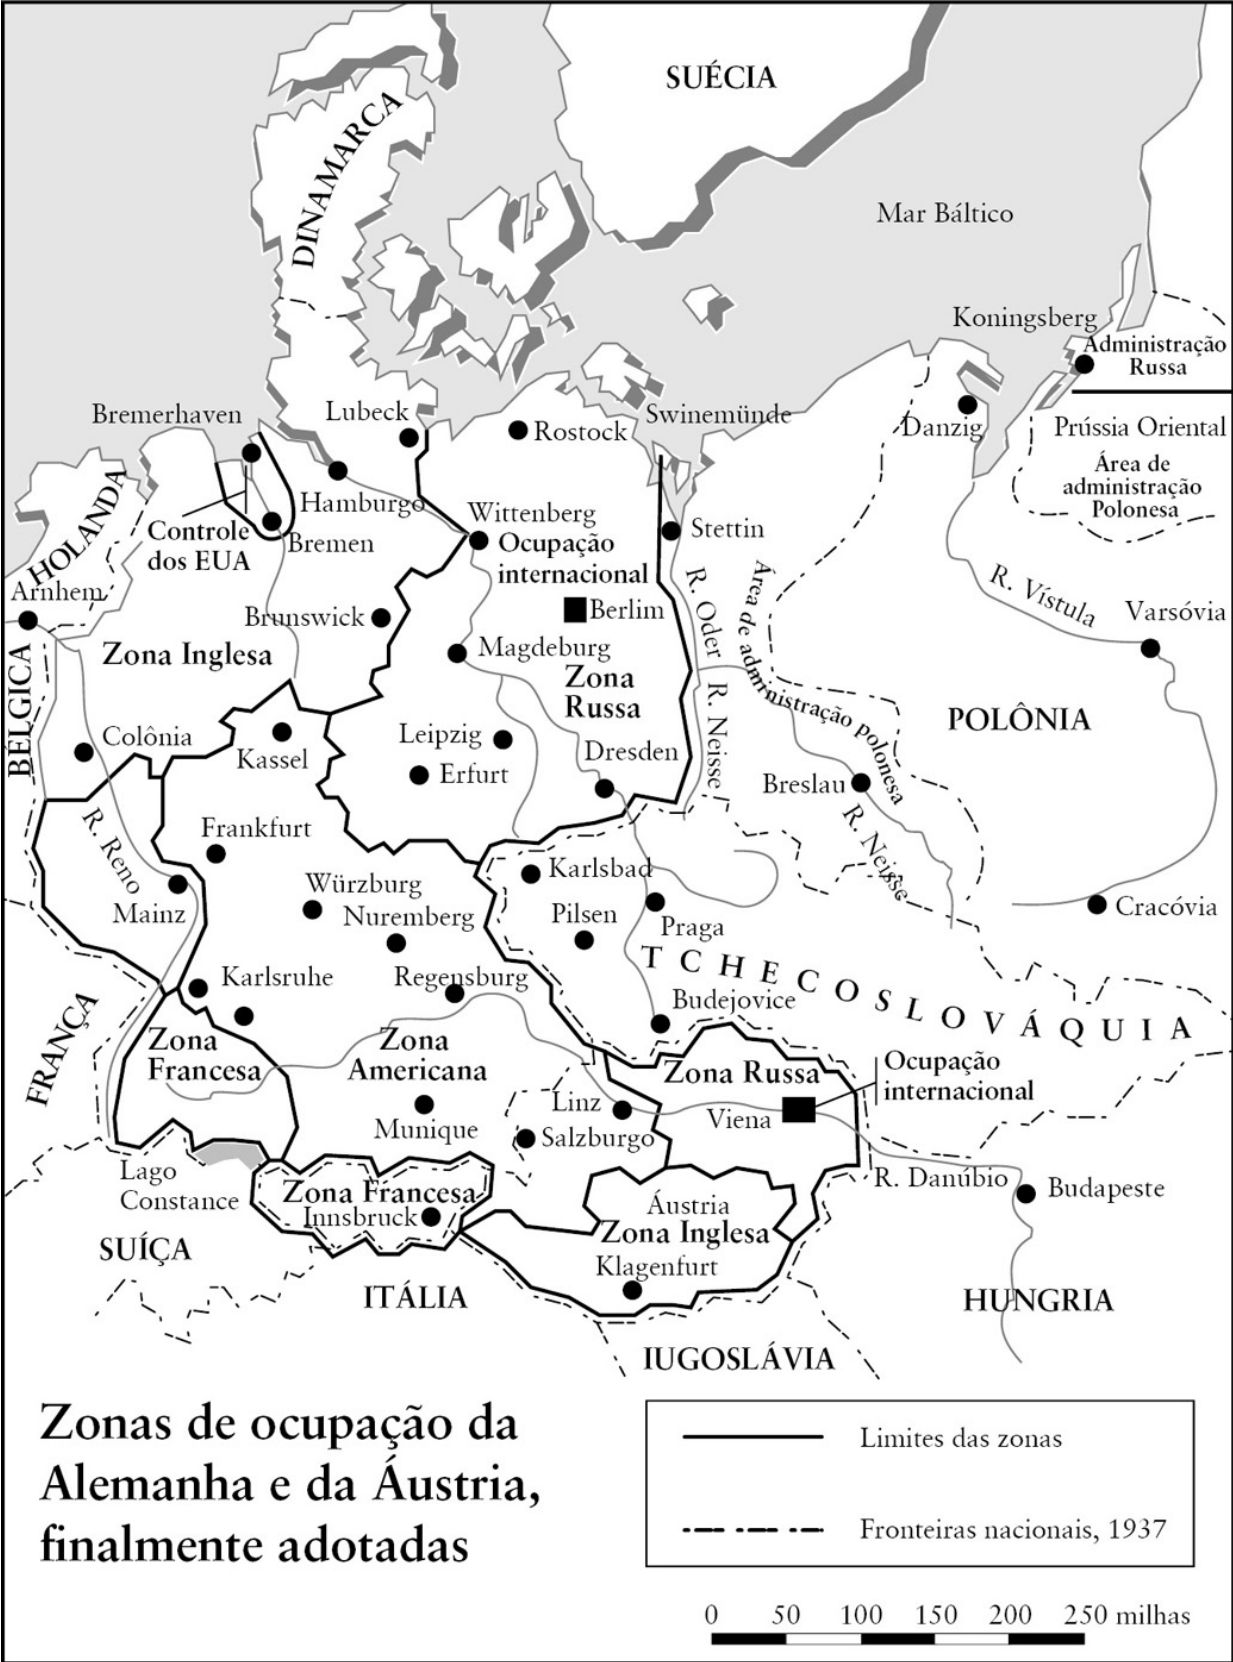 SUÉCIA
DINAMARCA
Mar Báltico
Koningsberg
Administração
Russa
Bremerhaven
Lubeck
Rostock
Swinemünde
Danzig
Prússia Oriental
Área de
administração
Polonesa
HOLANDA
Controle
dos EUA
Hamburgo
Bremen
Wittenberg
Ocupação
internacional
Berlim
Stettin
R. Oder
Área de administração polonesa
R. Vístula
Varsóvia
Arnhem
Brunswick
Zona Inglesa
Magdeburg
Zona
Russa
BÉLGICA
R. Neisse
POLÔNIA
Colônia
Kassel
Leipzig
Erfurt
Dresden
Breslau
R. Neisse
R. Reno
Frankfurt
Mainz
Würzburg
Nuremberg
Karlsbad
Pilsen
Praga
Cracóvia
TCHECOSLOVÁQUIA
Karlsruhe
Regensburg
Budejovice
FRANÇA
Zona
Francesa
Zona
Americana
Zona Russa
Ocupação
internacional
Linz
Viena
Munique
Salzburgo
Lago
Constance
Zona Francesa
Innsbruck
Áustria
Zona Inglesa
Klagenfurt
R. Danúbio
Budapeste
SUÍÇA
ITÁLIA
HUNGRIA
IUGOSLÁVIA
Zonas de ocupação da
Alemanha e da Áustria,
finalmente adotadas
Limites das zonas
Fronteiras nacionais, 1937
0 50 100 150 200 250 milhas